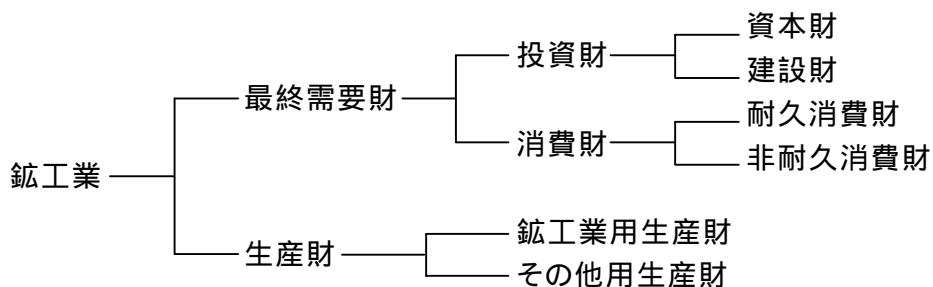 資本財
投資財
建設財
最終需要財
耐久消費財
消費財
非耐久消費財
鉱工業
鉱工業用生産財
生産財
その他用生産財